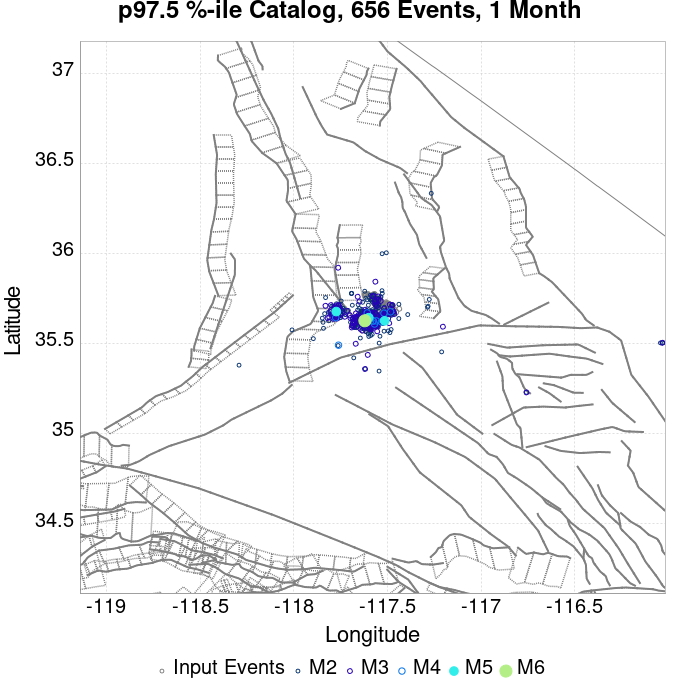 p97.5 %-ile Catalog, 656 Events, 1 Month
37
36.5
36
35.5
35
34.5
Latitude
-119
-118.5
-118
-117.5
-117
-116.5
Longitude
Input Events
M2
M3
M4
M5
M6